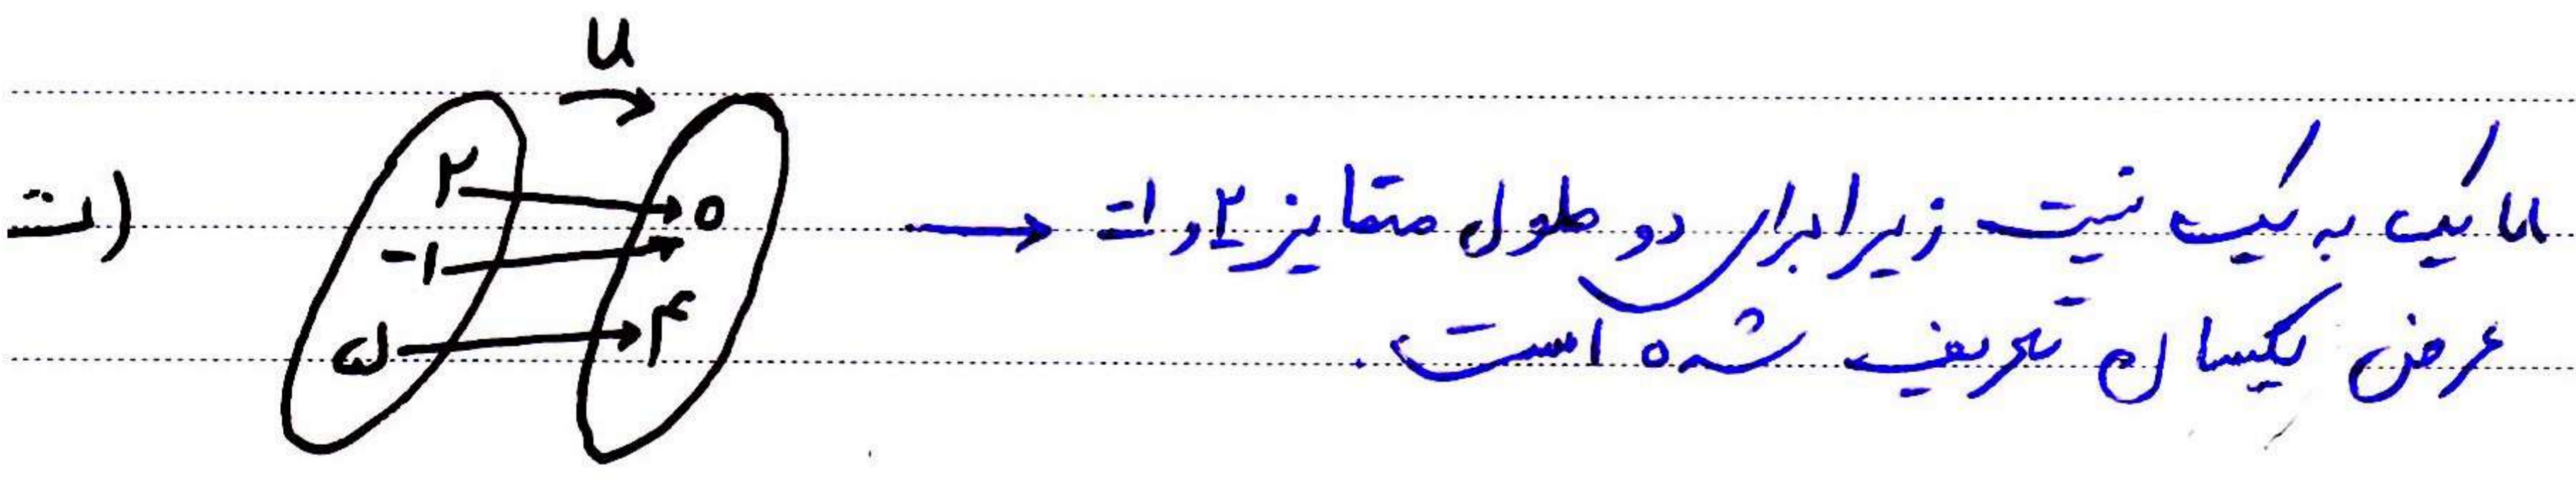 u
ت)
۲
-۱
۵
۵
۴
u یک به یک نیست زیرا برای دو طول متمایز ۲ و ۱-
عرض یکسان تعریف شده است.